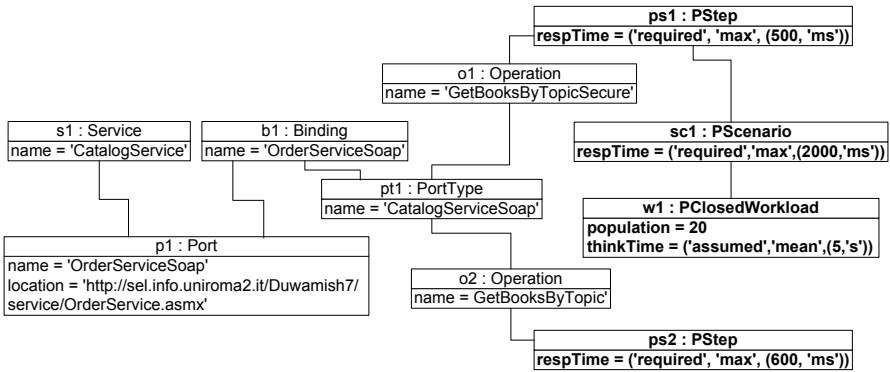 ps1 : PStep
respTime = ('required', 'max', (500, 'ms'))
o1 : Operation
name = 'GetBooksByTopicSecure'
s1 : Service
name = 'CatalogService'
b1 : Binding
name = 'OrderServiceSoap'
sc1 : PScenario
respTime = ('required','max',(2000,'ms'))
pt1 : PortType
name = 'CatalogServiceSoap'
w1 : PClosedWorkload
population = 20
thinkTime = ('assumed','mean',(5,'s'))
p1 : Port
name = 'OrderServiceSoap'
location = 'http://sel.info.uniroma2.it/Duwamish7/
service/OrderService.asmx'
o2 : Operation
name = GetBooksByTopic'
ps2 : PStep
respTime = ('required', 'max', (600, 'ms'))